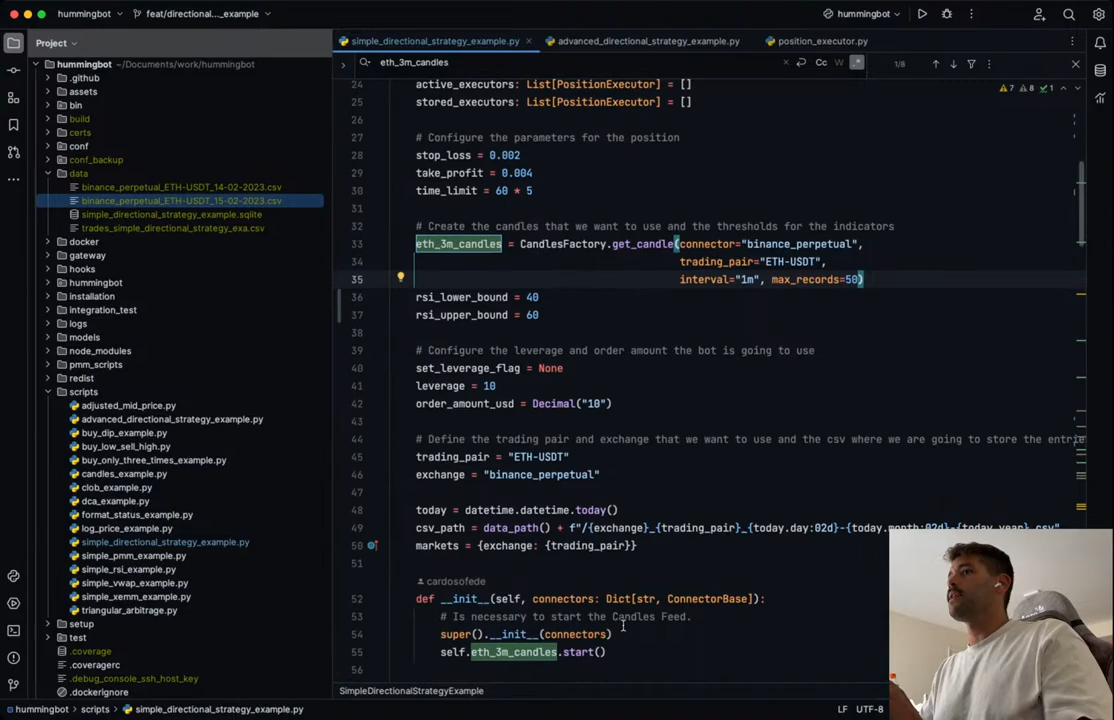 hummingbot
feat/directional..._example
hummingbot
Project
simple_directional_strategy_example.py
advanced_directional_strategy_example.py
position_executor.py
hummingbot ~/Documents/work/hummingbot
.github
assets
bin
build
certs
conf
conf_backup
data
binance_perpetual_ETH-USDT_14-02-2023.csv
binance_perpetual_ETH-USDT_15-02-2023.csv
simple_directional_strategy_example.sqlite
trades_simple_directional_strategy_exa.csv
docker
gateway
hooks
hummingbot
installation
integration_test
logs
models
node_modules
pmm_scripts
redist
scripts
adjusted_mid_price.py
advanced_directional_strategy_example.py
buy_dip_example.py
buy_low_sell_high.py
buy_only_three_times_example.py
candles_example.py
clob_example.py
dca_example.py
format_status_example.py
log_price_example.py
simple_directional_strategy_example.py
simple_pmm_example.py
simple_rsi_example.py
simple_vwap_example.py
simple_xemm_example.py
triangular_arbitrage.py
setup
test
.coverage
.coveragerc
.debug_console_ssh_host_key
.dockerignore
eth_3m_candles
Cc W .* 1/8
7 8 1
24 active_executors: List[PositionExecutor] = []
25 stored_executors: List[PositionExecutor] = []
26
27 # Configure the parameters for the position
28 stop_loss = 0.002
29 take_profit = 0.004
30 time_limit = 60 * 5
31
32 # Create the candles that we want to use and the thresholds for the indicators
33 eth_3m_candles = CandlesFactory.get_candle(connector="binance_perpetual",
34 trading_pair="ETH-USDT",
35 interval="1m", max_records=50)
36 rsi_lower_bound = 40
37 rsi_upper_bound = 60
38
39 # Configure the leverage and order amount the bot is going to use
40 set_leverage_flag = None
41 leverage = 10
42 order_amount_usd = Decimal("10")
43
44 # Define the trading pair and exchange that we want to use and the csv where we are going to store the entrie
45 trading_pair = "ETH-USDT"
46 exchange = "binance_perpetual"
47
48 today = datetime.datetime.today()
49 csv_path = data_path() + f"/{exchange}_{trading_pair}_{today.day:02d}-{today.month:02d}-{today.year}.csv"
50 markets = {exchange: {trading_pair}}
51
cardosofede
52 def __init__(self, connectors: Dict[str, ConnectorBase]):
53 # Is necessary to start the Candles Feed.
54 super().__init__(connectors)
55 self.eth_3m_candles.start()
56
SimpleDirectionalStrategyExample
hummingbot > scripts > simple_directional_strategy_example.py
LF UTF-8